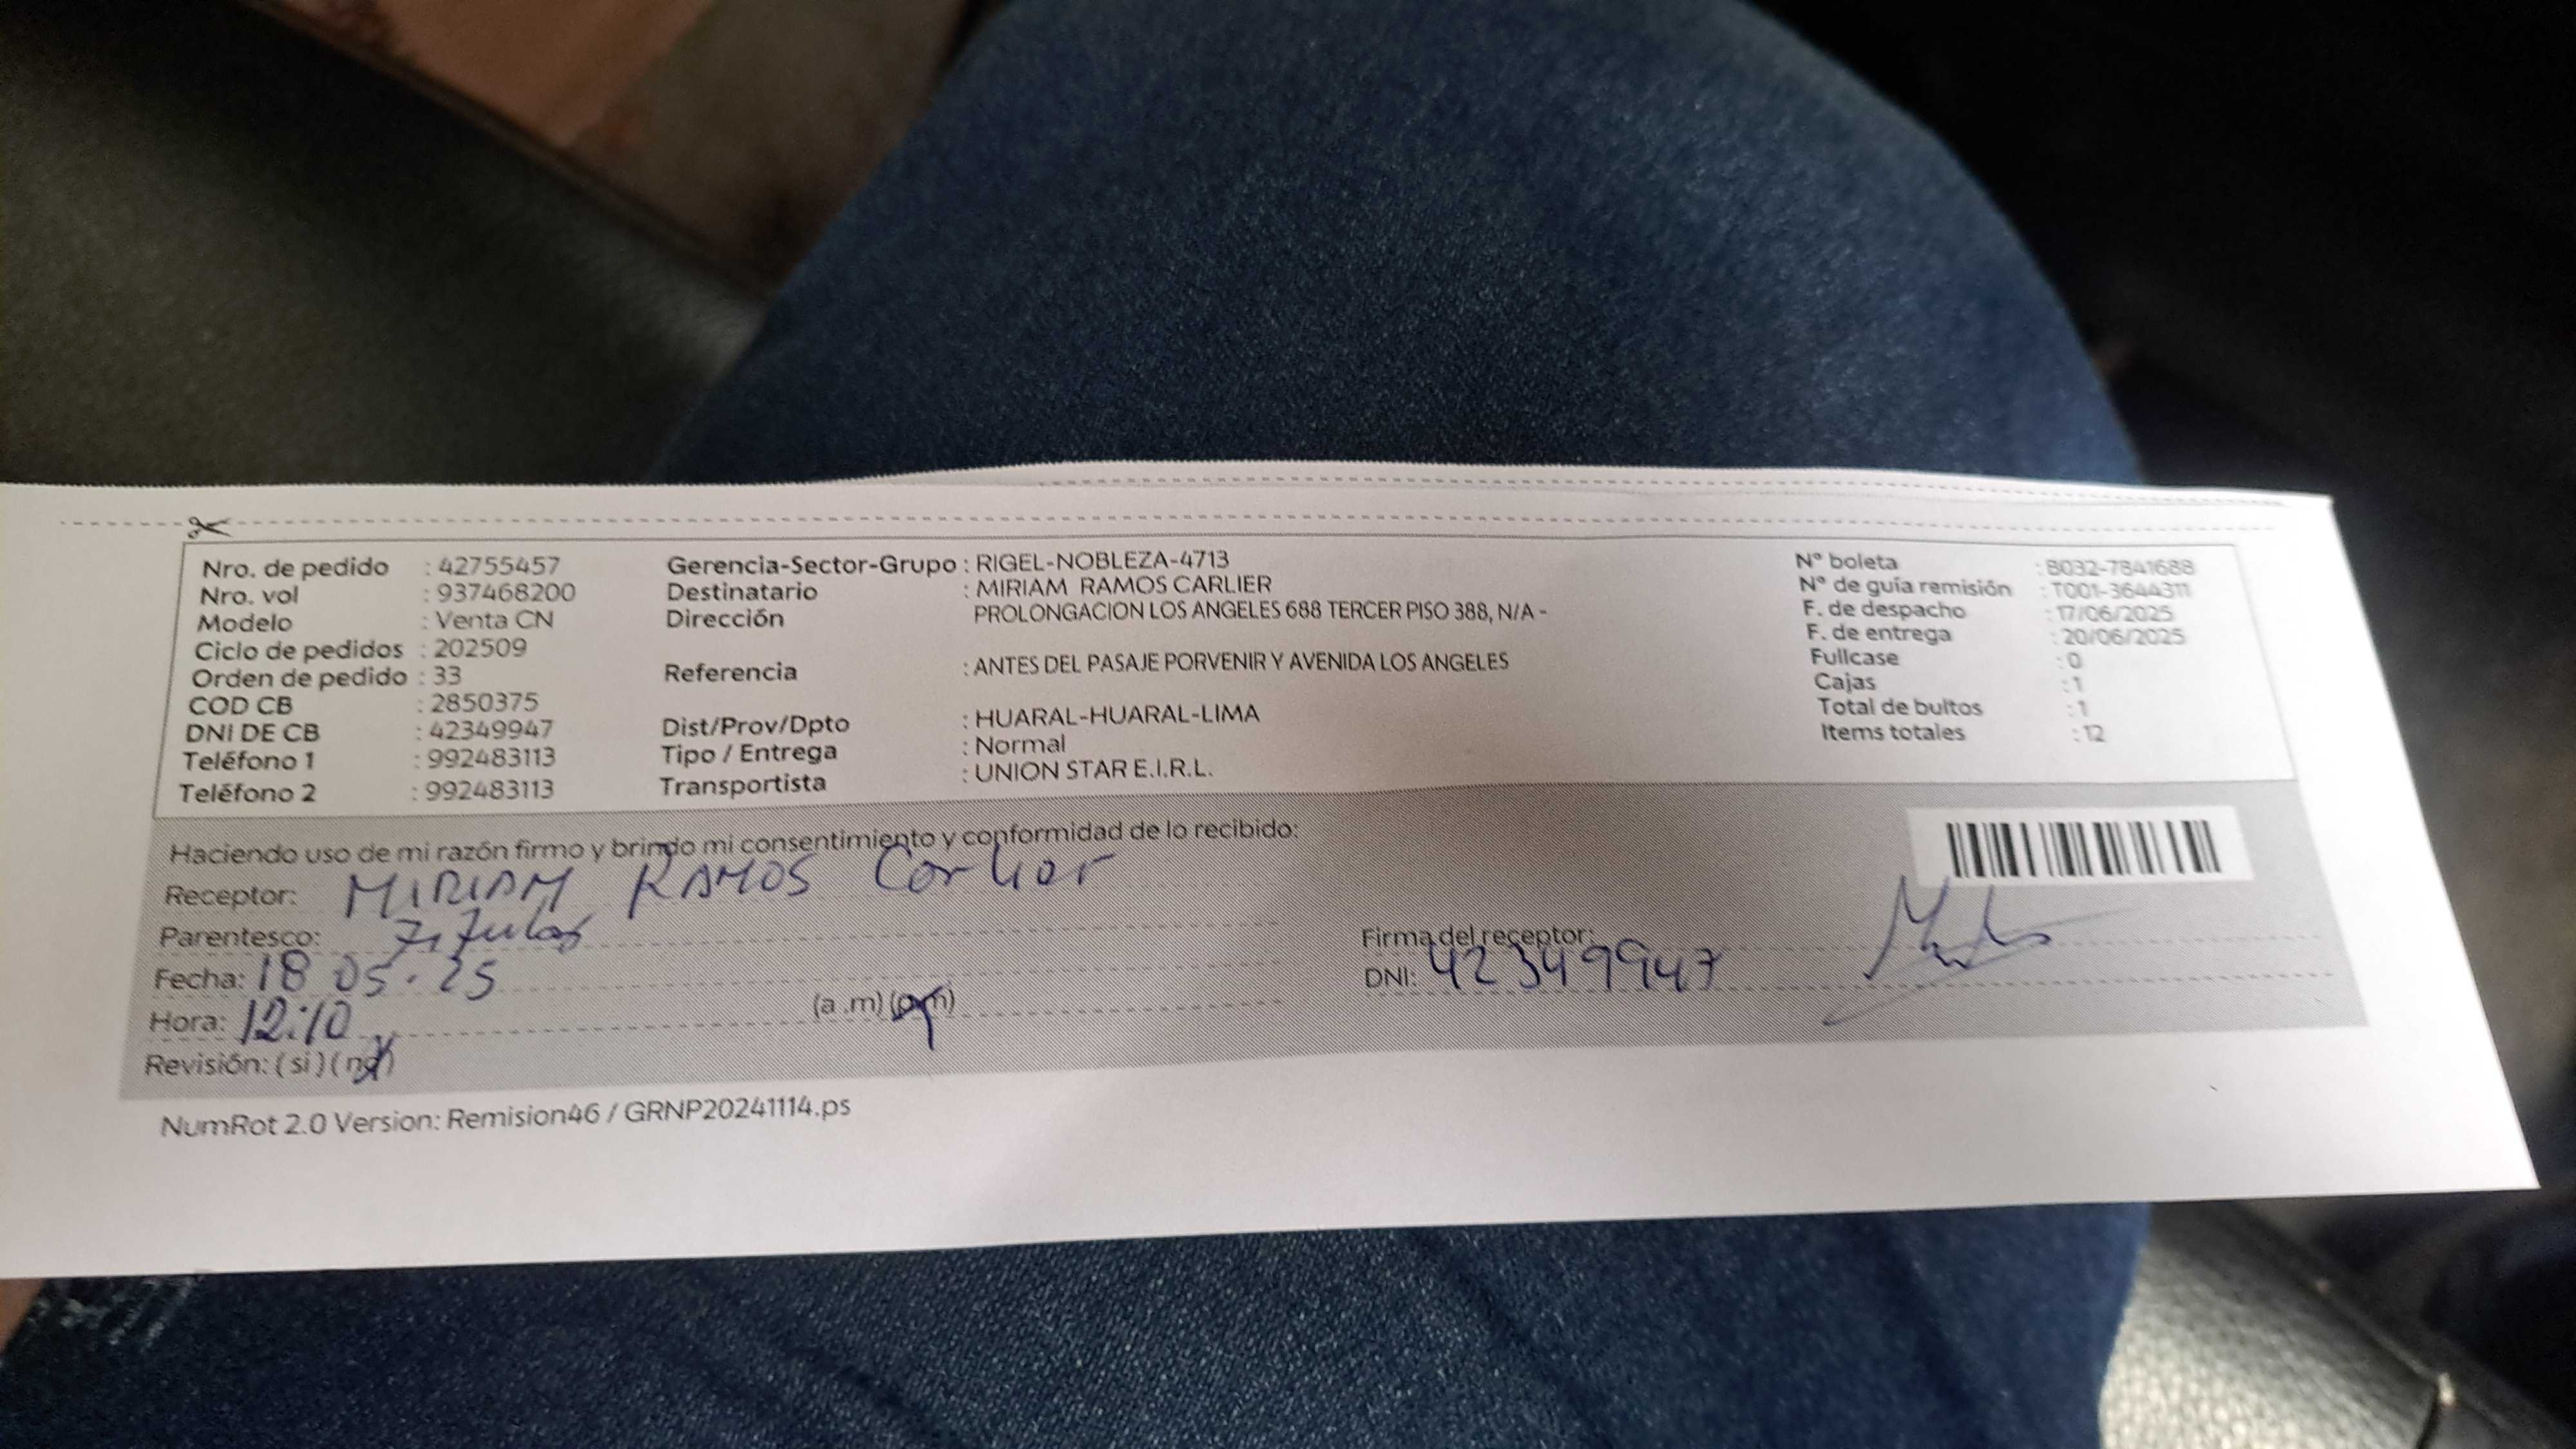 Nro. de pedido : 42755457
Nro. vol : 937468200
Modelo : Venta CN
Ciclo de pedidos : 202509
Orden de pedido : 33
COD CB : 2850375
DNI DE CB : 42349947
Teléfono 1 : 992483113
Teléfono 2 : 992483113
Gerencia-Sector-Grupo : RIGEL-NOBLEZA-4713
Destinatario : MIRIAM RAMOS CARLIER
Dirección PROLONGACION LOS ANGELES 688 TERCER PISO 388, N/A -
Referencia : ANTES DEL PASAJE PORVENIR Y AVENIDA LOS ANGELES
Dist/Prov/Dpto : HUARAL-HUARAL-LIMA
Tipo / Entrega : Normal
Transportista : UNION STAR E.I.R.L.
N° boleta : B032-7841688
N° de guía remisión : T001-3644311
F. de despacho : 17/06/2025
F. de entrega : 20/06/2025
Fullcase : 0
Cajas : 1
Total de bultos : 1
Items totales : 12
Haciendo uso de mi razón firmo y brindo mi consentimiento y conformidad de lo recibido:
Receptor: MIRIAM RAMOS Carlier
Parentesco: Titular
Fecha: 18 05. 25
Hora: 12:10 (a .m) (p.m)
Revisión: ( si ) ( no )
Firma del receptor:
DNI: 42349947
NumRot 2.0 Version: Remision46 / GRNP20241114.ps